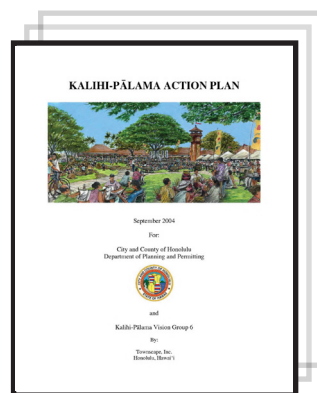 KALIHI-PĀLAMA ACTION PLAN
September 2004
For:
City and County of Honolulu
Department of Planning and Permitting
and
Kalihi-Pālama Vision Group 6
By:
Townscape, Inc.
Honolulu, Hawai'i